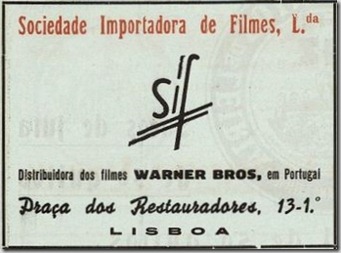 Sociedade Importadora de Filmes, L.da
Sif
Distribuidora dos filmes WARNER BROS, em Portugal
Praça dos Restauradores, 13-1.º
LISBOA